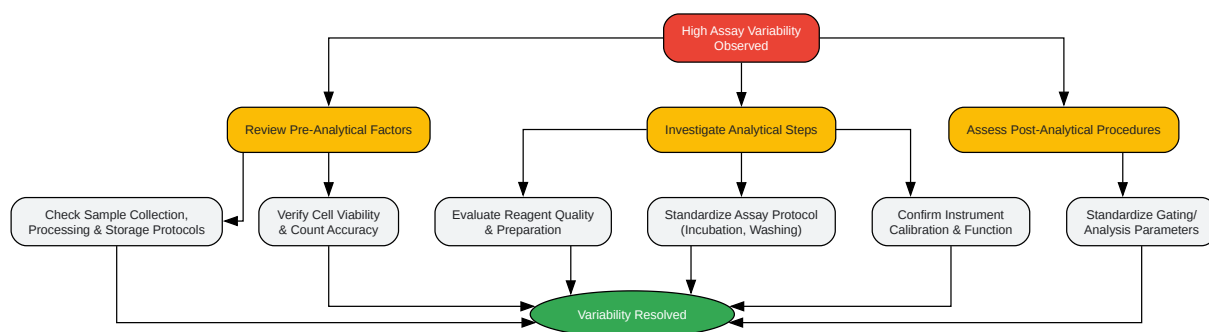 High Assay Variability
Observed
Review Pre-Analytical Factors
Investigate Analytical Steps
Assess Post-Analytical Procedures
Check Sample Collection,
Processing & Storage Protocols
Verify Cell Viability
& Count Accuracy
Evaluate Reagent Quality
& Preparation
Standardize Assay Protocol
(Incubation, Washing)
Confirm Instrument
Calibration & Function
Standardize Gating/
Analysis Parameters
Variability Resolved